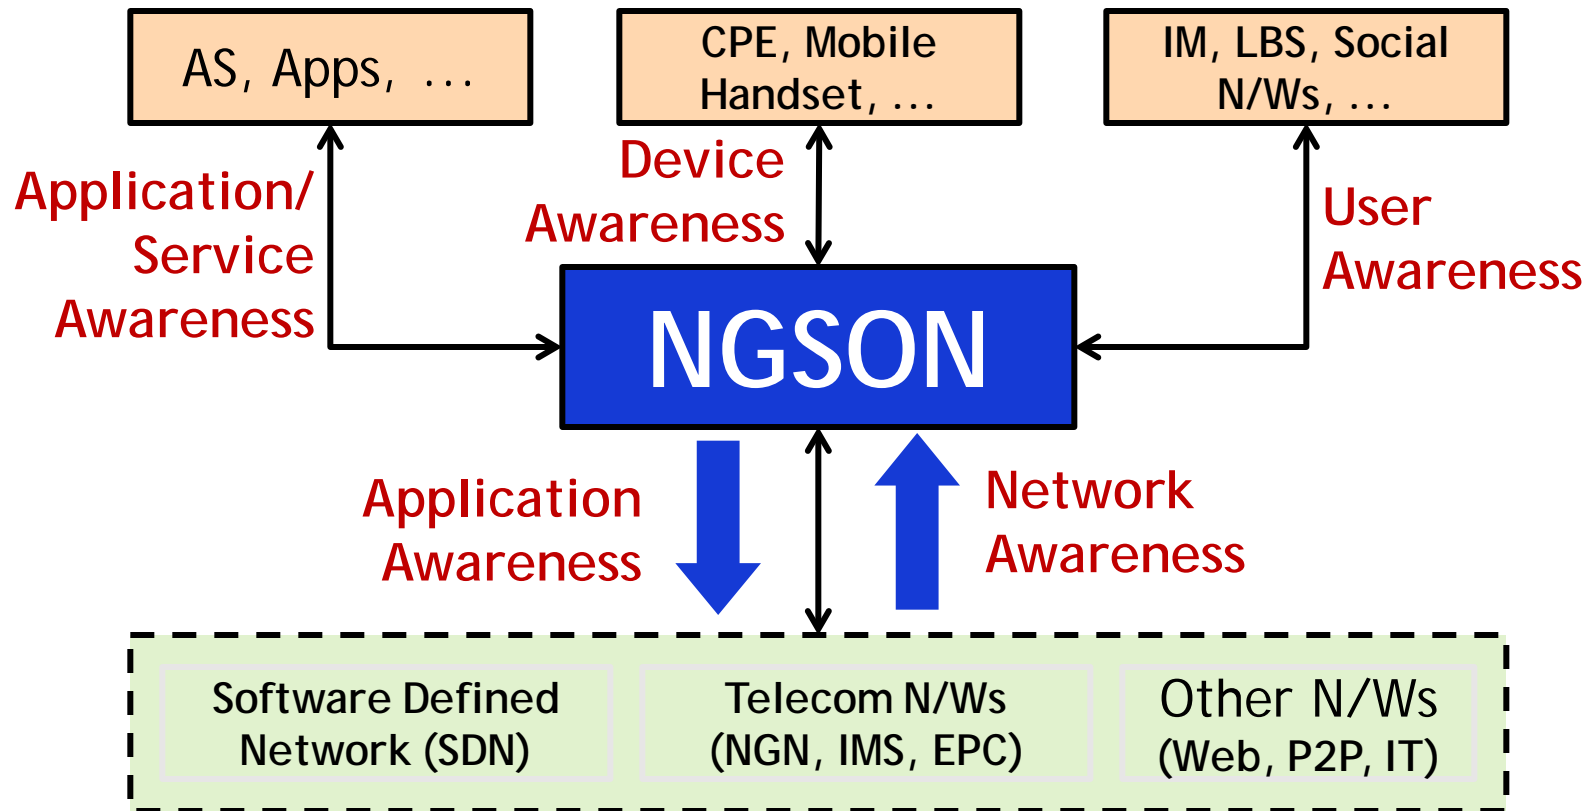 AS, Apps, ...
CPE, Mobile
Handset, ...
IM, LBS, Social
N/Ws, ...
Application/
Service
Awareness
Device
Awareness
User
Awareness
NGSON
Application
Awareness
Network
Awareness
Software Defined
Network (SDN)
Telecom N/Ws
(NGN, IMS, EPC)
Other N/Ws
(Web, P2P, IT)